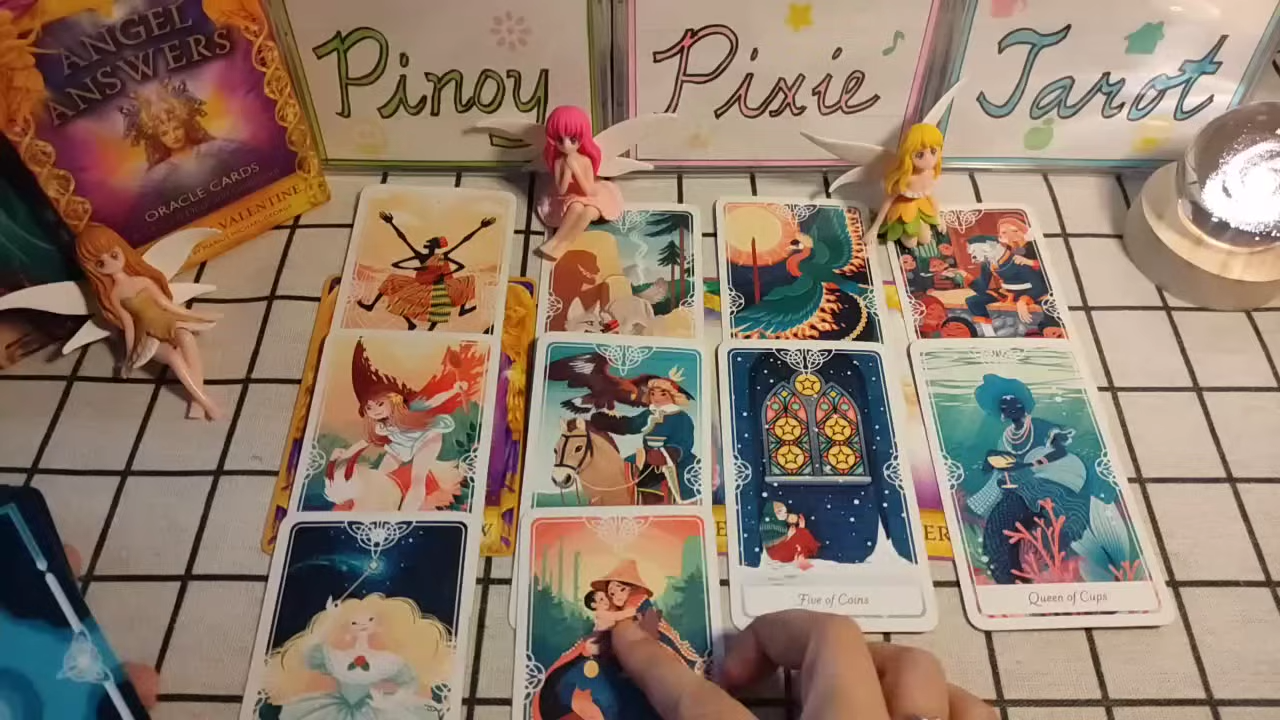 ANGEL
ANSWERS
ORACLE CARDS
VALENTINE
Pinoy
Pixie
Tarot
Five of Coins
Queen of Cups